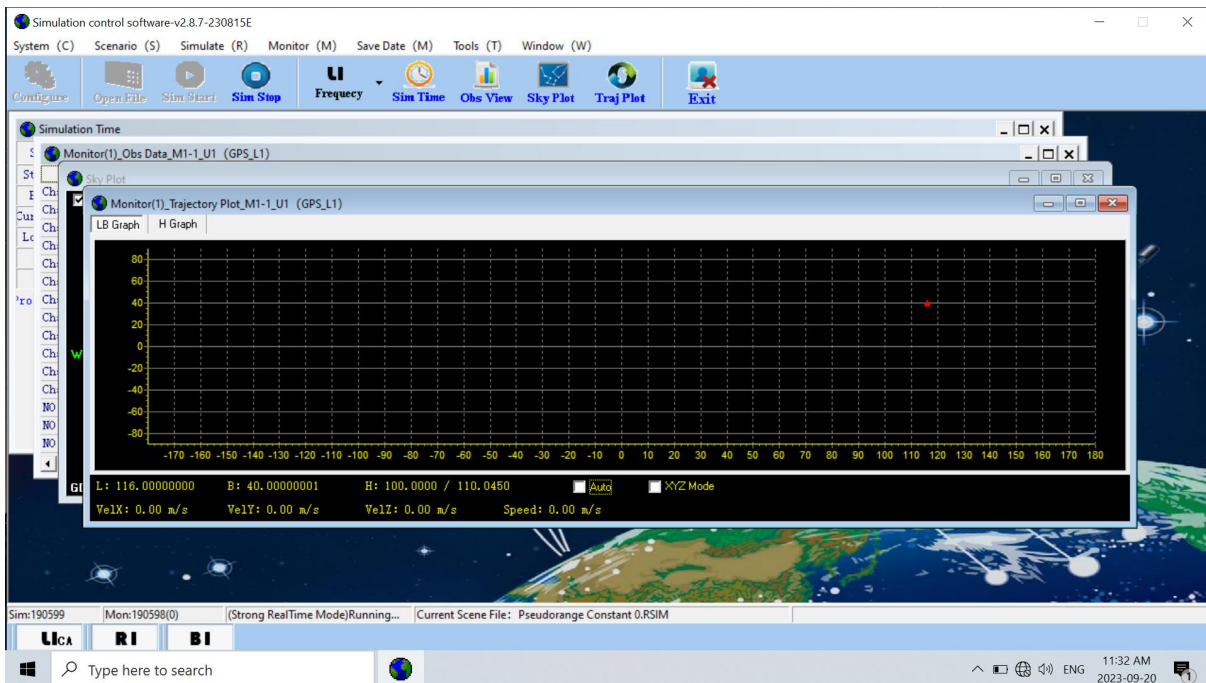 Simulation control software-v2.8.7-230815E
System (C) Scenario (S) Simulate (R) Monitor (M) Save Date (M) Tools (T) Window (W)
Configure Open File Sim Start Sim Stop Frequecy Sim Time Obs View Sky Plot Traj Plot Exit
Simulation Time
Monitor(1)_Obs Data_M1-1_U1 (GPS_L1)
Sky Plot
Monitor(1)_Trajectory Plot_M1-1_U1 (GPS_L1)
LB Graph H Graph
80
60
40
20
0
-20
-40
-60
-80
-170 -160 -150 -140 -130 -120 -110 -100 -90 -80 -70 -60 -50 -40 -30 -20 -10 0 10 20 30 40 50 60 70 80 90 100 110 120 130 140 150 160 170 180
L: 116.00000000 B: 40.00000001 H: 100.0000 / 110.0450 Auto XYZ Mode
VelX: 0.00 m/s VelY: 0.00 m/s VelZ: 0.00 m/s Speed: 0.00 m/s
NO
NO
NO
Sim:190599 Mon:190598(0) (Strong RealTime Mode)Running... Current Scene File: Pseudorange Constant 0.RSIM
L1CA R1 B1
Type here to search
ENG 11:32 AM
2023-09-20
1